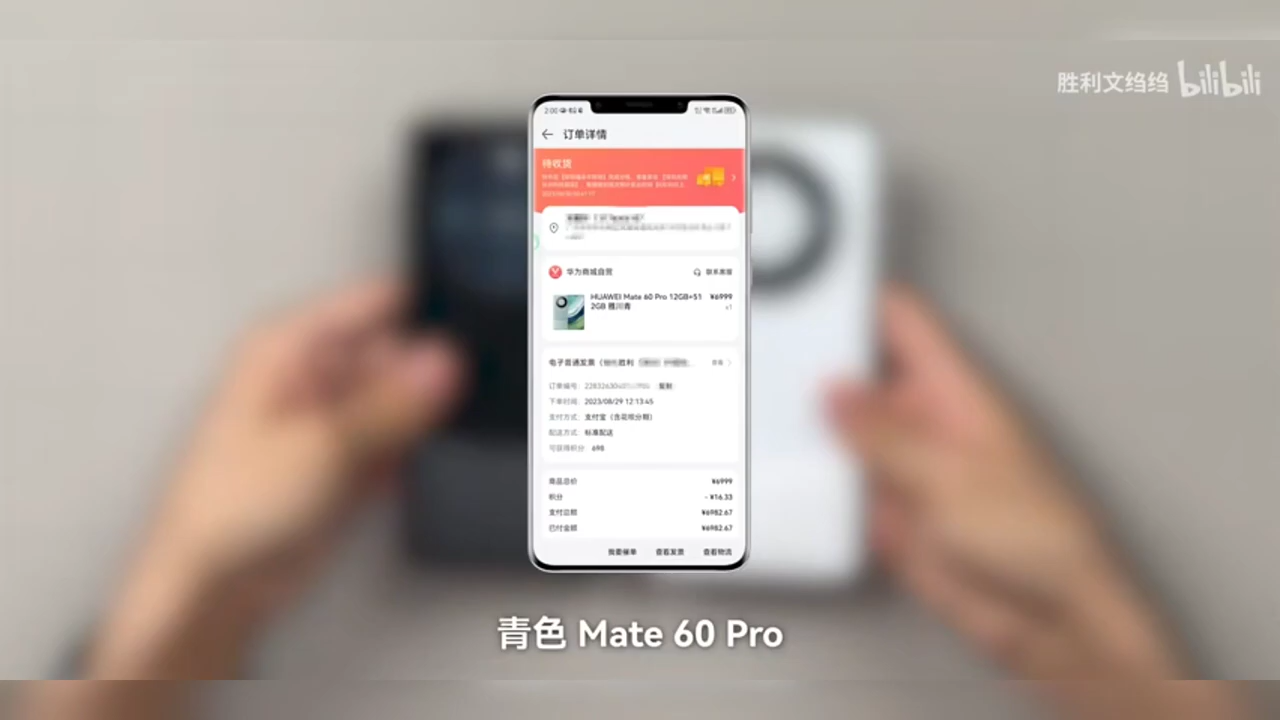 胜利文绉绉 bilibili
2:00
订单详情
待收货
华为商城自营 联系客服
HUAWEI Mate 60 Pro 12GB+51 ¥6999
2GB 雅川青 x1
电子普通发票 胜利 查看
订单编号: 复制
下单时间: 2023/08/29 12:13:45
支付方式: 支付宝 (含花呗分期)
配送方式: 标准配送
可获得积分: 698
商品总价 ¥6999
积分 - ¥16.33
支付总额 ¥6982.67
已付金额 ¥6982.67
我要催单 查看发票 查看物流
青色 Mate 60 Pro